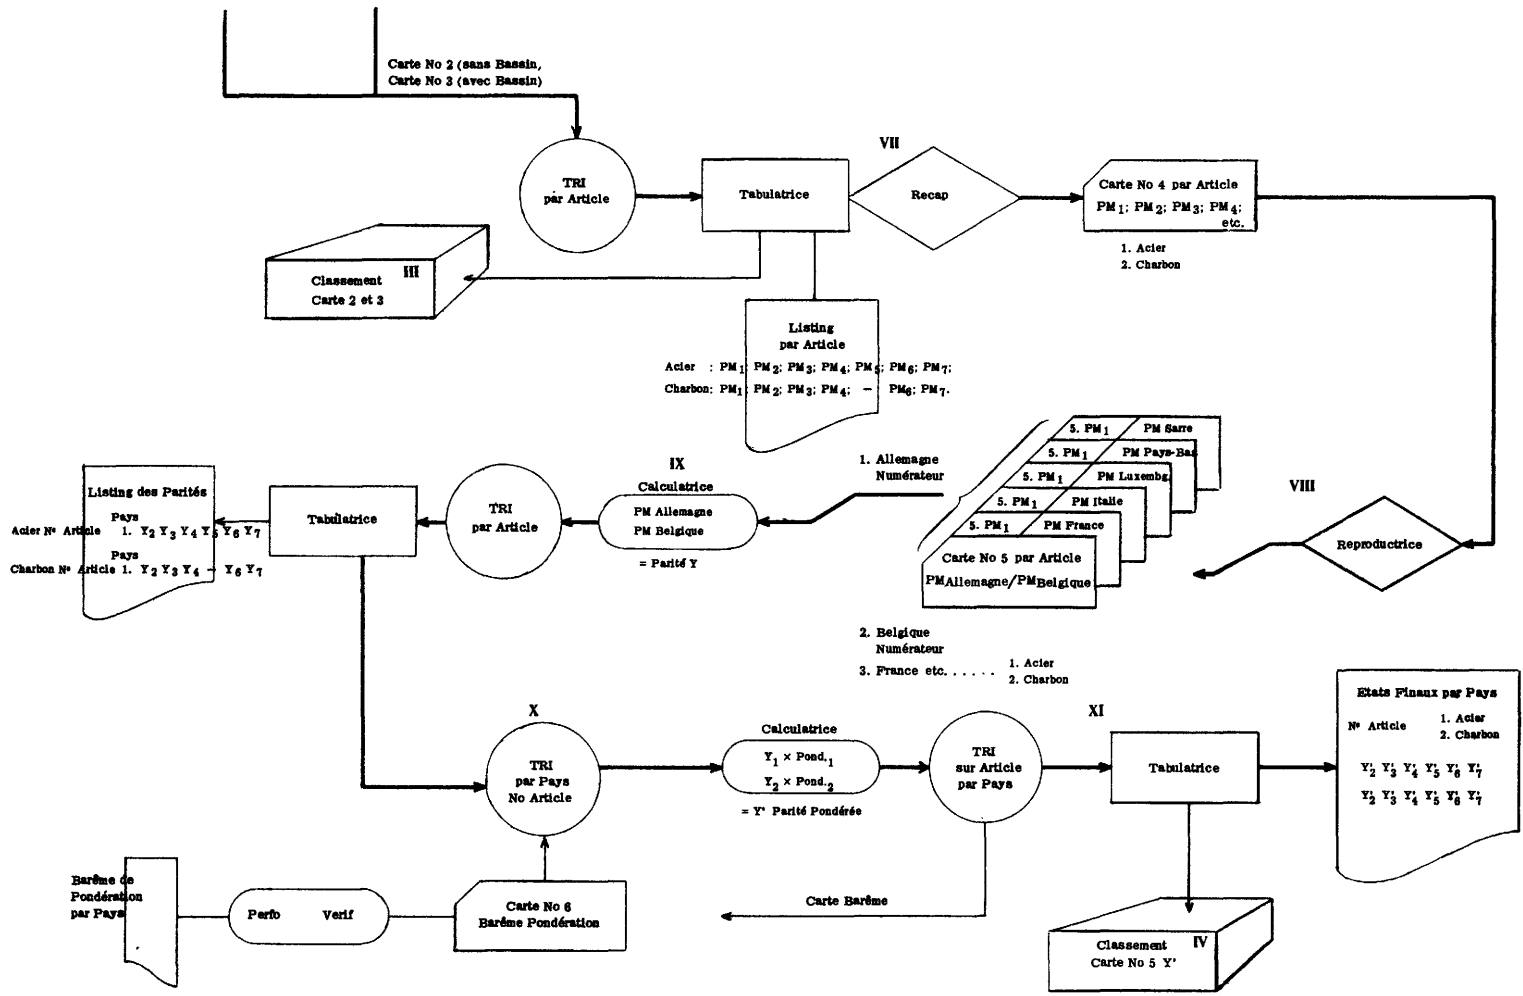 Carte No 2 (sans Bassin,
Carte No 3 (avec Bassin)
TRI
par Article
Tabulatrice
VII
Recap
Carte No 4 par Article
PM1; PM2; PM3; PM4;
etc.
1. Acier
2. Charbon
III
Classement
Carte 2 et 3
Listing
par Article
Acier : PM1 PM2; PM3; PM4; PM5; PM6; PM7;
Charbon: PM1 PM2; PM3; PM4; — PM6; PM7.
5. PM1 PM Sarre
5. PM1 PM Pays-Bas
5. PM1 PM Luxembg.
5. PM1 PM Italie
5. PM1 PM France
Carte No 5 par Article
PMAllemagne/PMBelgique
VIII
Reproductrice
1. Allemagne
Numérateur
IX
Calculatrice
PM Allemagne
PM Belgique
= Parité Y
TRI
par Article
Tabulatrice
Listing des Parités
Pays
Acier Nº Article 1. Y2 Y3 Y4 Y5 Y6 Y7
Pays
Charbon Nº Article 1. Y2 Y3 Y4 — Y6 Y7
2. Belgique
Numérateur
3. France etc. . . . . .
1. Acier
2. Charbon
X
TRI
par Pays
No Article
Calculatrice
Y1 × Pond.1
Y2 × Pond.2
= Y' Parité Pondérée
TRI
sur Article
par Pays
XI
Tabulatrice
Etats Finaux par Pays
Nº Article
1. Acier
2. Charbon
Y'2 Y'3 Y'4 Y'5 Y'6 Y'7
Y'2 Y'3 Y'4 Y'5 Y'6 Y'7
Barême de
Pondération
par Pays
Perfo Verif
Carte No 6
Barême Pondération
Carte Barême
IV
Classement
Carte No 5 Y'